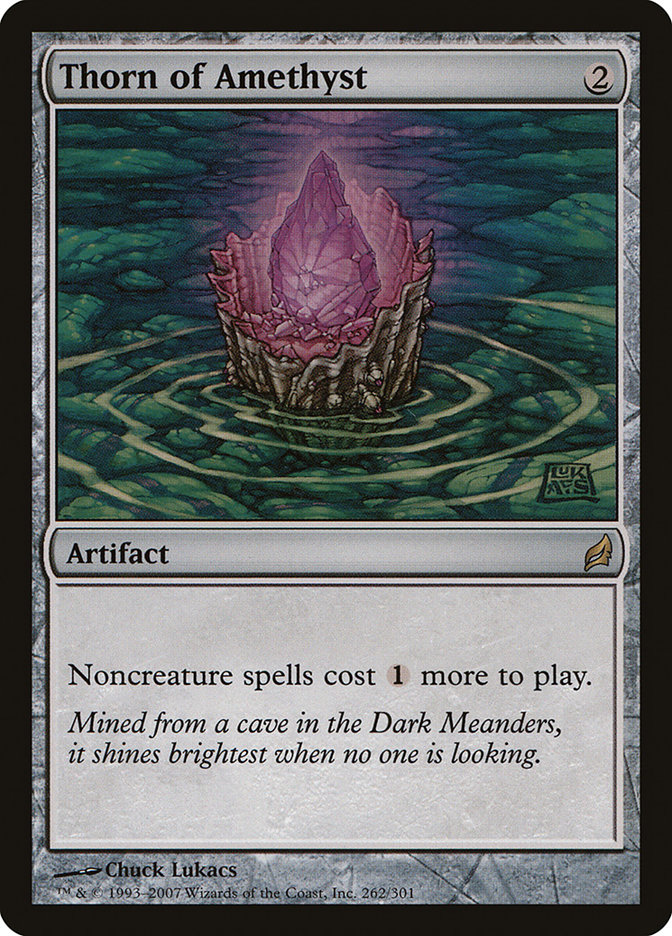 Thorn of Amethyst 2
LUK
ACS
Artifact
Noncreature spells cost 1 more to play.
Mined from a cave in the Dark Meanders,
it shines brightest when no one is looking.
Chuck Lukacs
™ & © 1993–2007 Wizards of the Coast, Inc. 262/301